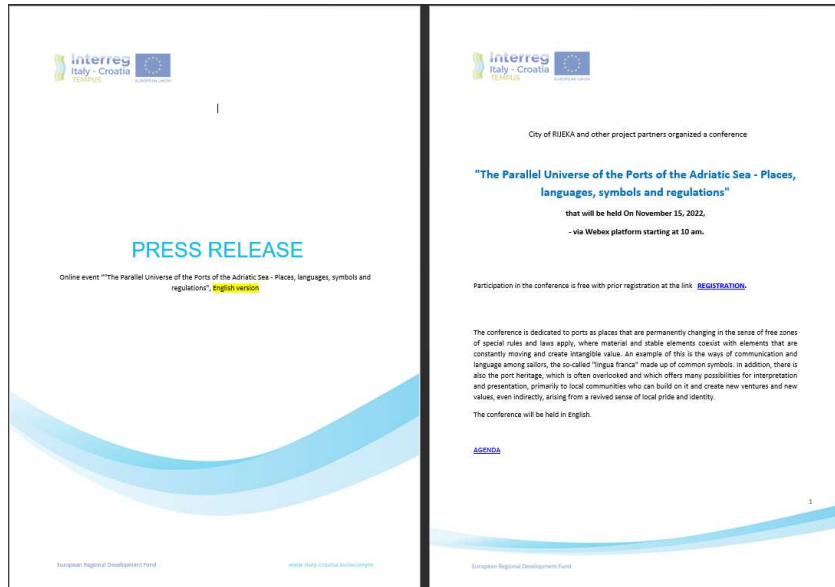 Interreg
Italy - Croatia
TEMPUS
EUROPEAN UNION
PRESS RELEASE
Online event ""The Parallel Universe of the Ports of the Adriatic Sea - Places, languages, symbols and
regulations", English version
European Regional Development Fund
www.italy-croatia.eu/acronym
Interreg
Italy - Croatia
TEMPUS
EUROPEAN UNION
City of RIJEKA and other project partners organized a conference
"The Parallel Universe of the Ports of the Adriatic Sea - Places,
languages, symbols and regulations"
that will be held On November 15, 2022,
- via Webex platform starting at 10 am.
Participation in the conference is free with prior registration at the link REGISTRATION.
The conference is dedicated to ports as places that are permanently changing in the sense of free zones
of special rules and laws apply, where material and stable elements coexist with elements that are
constantly moving and create intangible value. An example of this is the ways of communication and
language among sailors, the so-called "lingua franca" made up of common symbols. In addition, there is
also the port heritage, which is often overlooked and which offers many possibilities for interpretation
and presentation, primarily to local communities who can build on it and create new ventures and new
values, even indirectly, arising from a revived sense of local pride and identity.
The conference will be held in English.
AGENDA
1
European Regional Development Fund